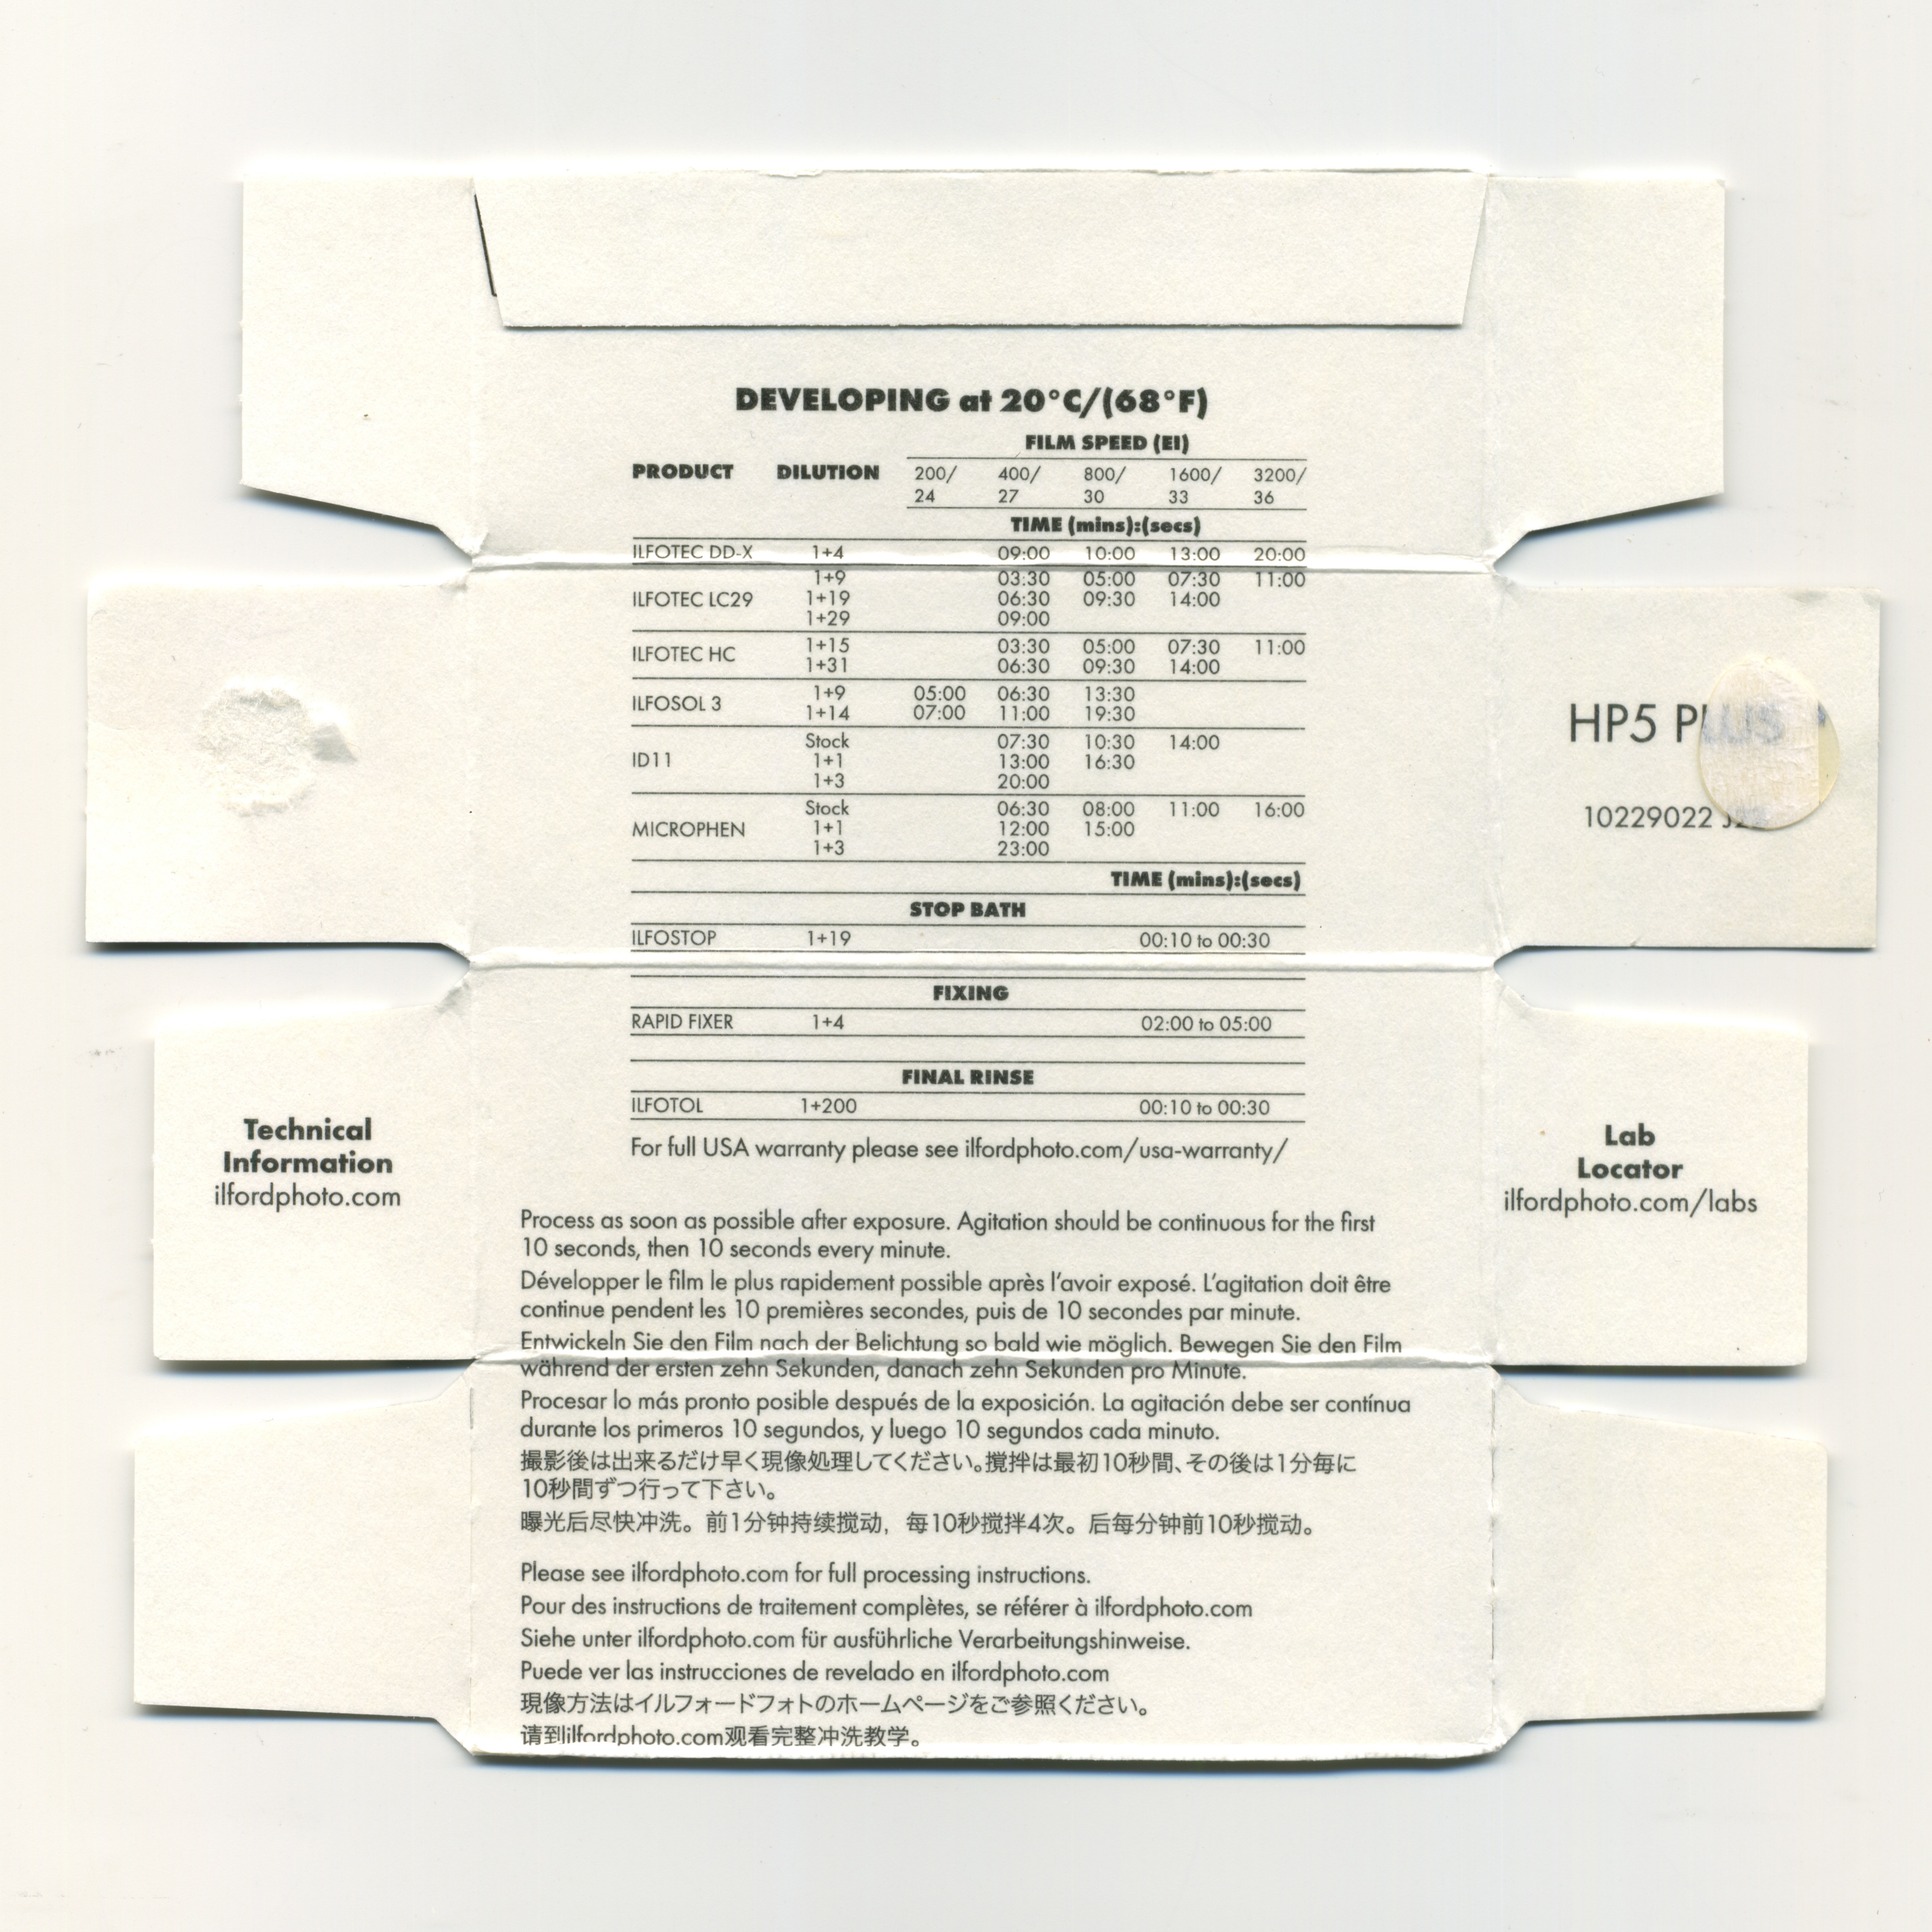 DEVELOPING at 20°C/(68°F)
FILM SPEED (EI)
PRODUCT DILUTION 200/ 400/ 800/ 1600/ 3200/
24 27 30 33 36
TIME (mins):(secs)
ILFOTEC DD-X 1+4 09:00 10:00 13:00 20:00
1+9 03:30 05:00 07:30 11:00
ILFOTEC LC29 1+19 06:30 09:30 14:00
1+29 09:00
ILFOTEC HC 1+15 03:30 05:00 07:30 11:00
1+31 06:30 09:30 14:00
ILFOSOL 3 1+9 05:00 06:30 13:30
1+14 07:00 11:00 19:30
Stock 07:30 10:30 14:00
ID11 1+1 13:00 16:30
1+3 20:00
Stock 06:30 08:00 11:00 16:00
MICROPHEN 1+1 12:00 15:00
1+3 23:00
TIME (mins):(secs)
STOP BATH
ILFOSTOP 1+19 00:10 to 00:30
FIXING
RAPID FIXER 1+4 02:00 to 05:00
FINAL RINSE
ILFOTOL 1+200 00:10 to 00:30
For full USA warranty please see ilfordphoto.com/usa-warranty/
HP5 PLUS
10229022
Technical
Information
ilfordphoto.com
Lab
Locator
ilfordphoto.com/labs
Process as soon as possible after exposure. Agitation should be continuous for the first
10 seconds, then 10 seconds every minute.
Développer le film le plus rapidement possible après l'avoir exposé. L'agitation doit être
continue pendent les 10 premières secondes, puis de 10 secondes par minute.
Entwickeln Sie den Film nach der Belichtung so bald wie möglich. Bewegen Sie den Film
während der ersten zehn Sekunden, danach zehn Sekunden pro Minute.
Procesar lo más pronto posible después de la exposición. La agitación debe ser contínua
durante los primeros 10 segundos, y luego 10 segundos cada minuto.
撮影後は出来るだけ早く現像処理してください。撹拌は最初10秒間、その後は1分毎に
10秒間ずつ行って下さい。
曝光后尽快冲洗。前1分钟持续搅动，每10秒搅拌4次。后每分钟前10秒搅动。
Please see ilfordphoto.com for full processing instructions.
Pour des instructions de traitement complètes, se référer à ilfordphoto.com
Siehe unter ilfordphoto.com für ausführliche Verarbeitungshinweise.
Puede ver las instrucciones de revelado en ilfordphoto.com
現像方法はイルフォードフォトのホームページをご参照ください。
请到ilfordphoto.com观看完整冲洗教学。